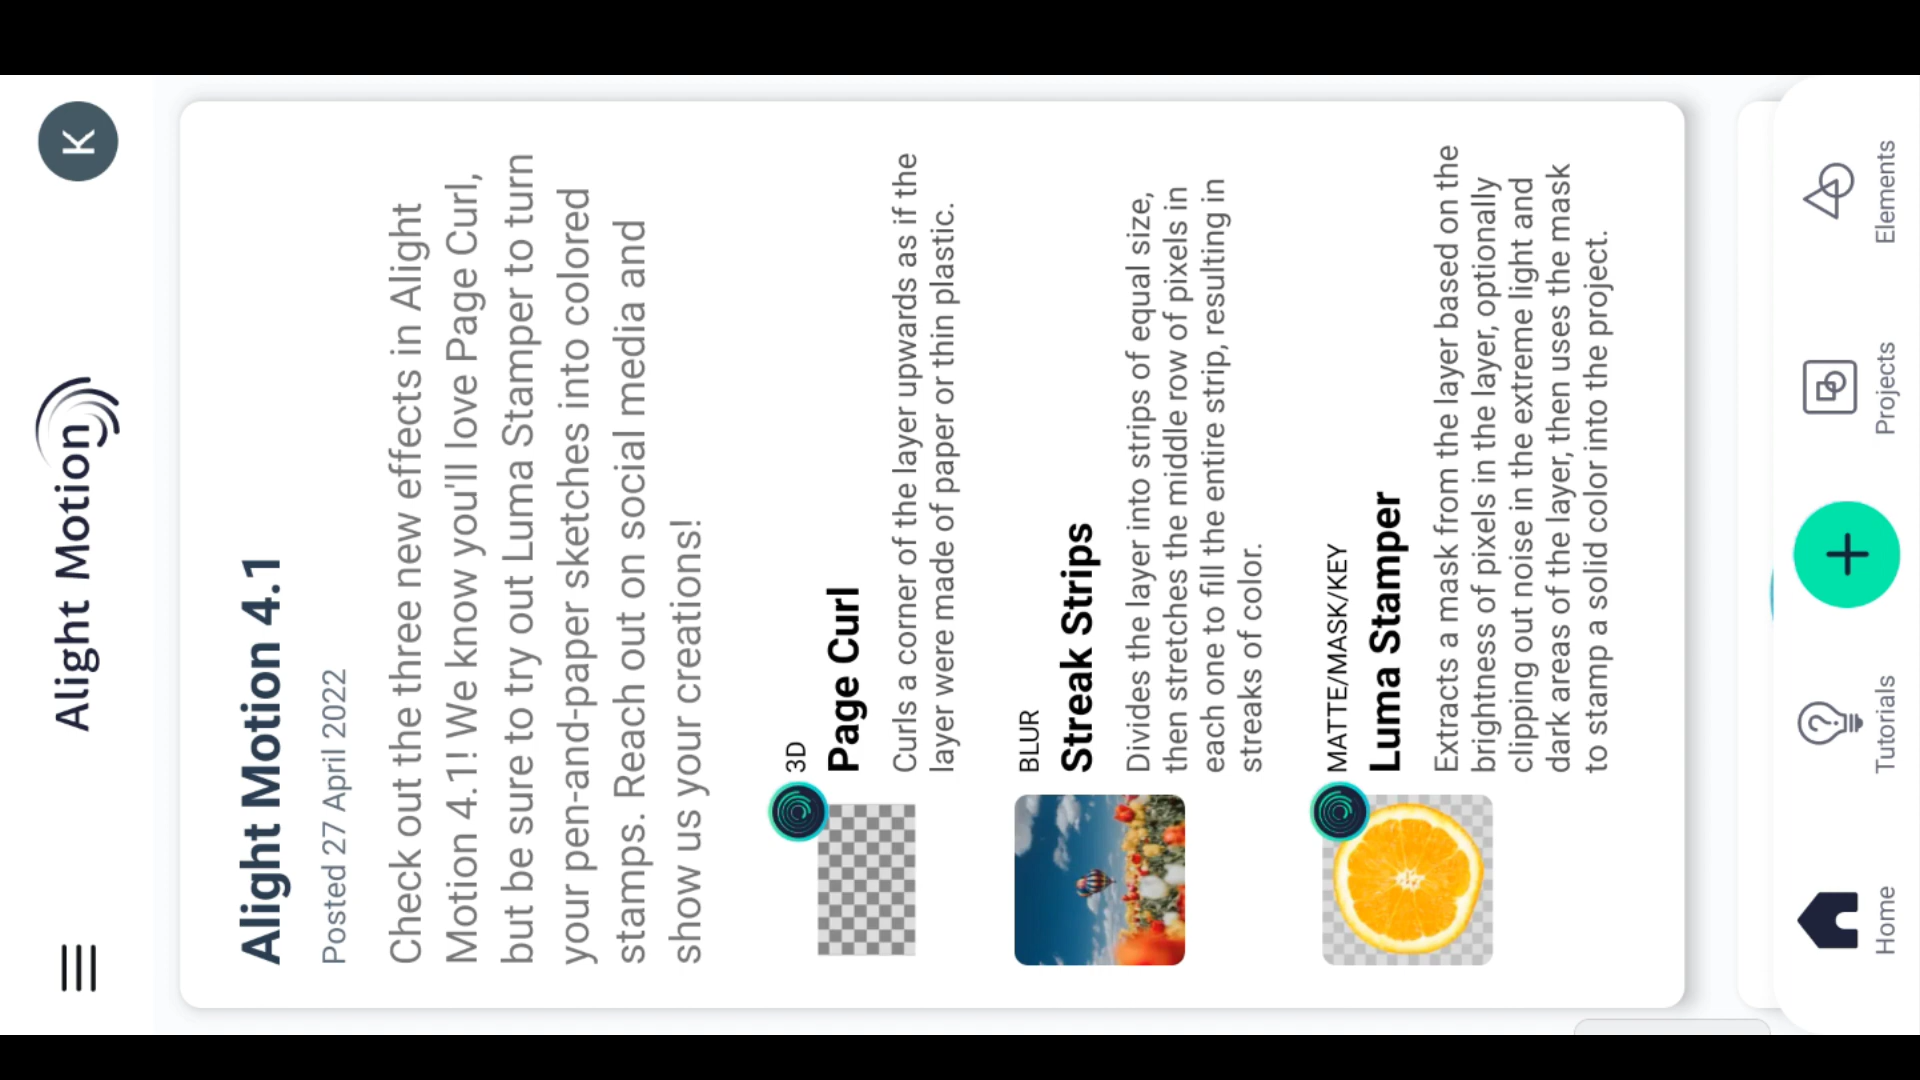 Alight Motion
K
Alight Motion 4.1
Posted 27 April 2022
Check out the three new effects in Alight
Motion 4.1! We know you'll love Page Curl,
but be sure to try out Luma Stamper to turn
your pen-and-paper sketches into colored
stamps. Reach out on social media and
show us your creations!
3D
Page Curl
Curls a corner of the layer upwards as if the
layer were made of paper or thin plastic.
BLUR
Streak Strips
Divides the layer into strips of equal size,
then stretches the middle row of pixels in
each one to fill the entire strip, resulting in
streaks of color.
MATTE/MASK/KEY
Luma Stamper
Extracts a mask from the layer based on the
brightness of pixels in the layer, optionally
clipping out noise in the extreme light and
dark areas of the layer, then uses the mask
to stamp a solid color into the project.
Home
Tutorials
Projects
Elements